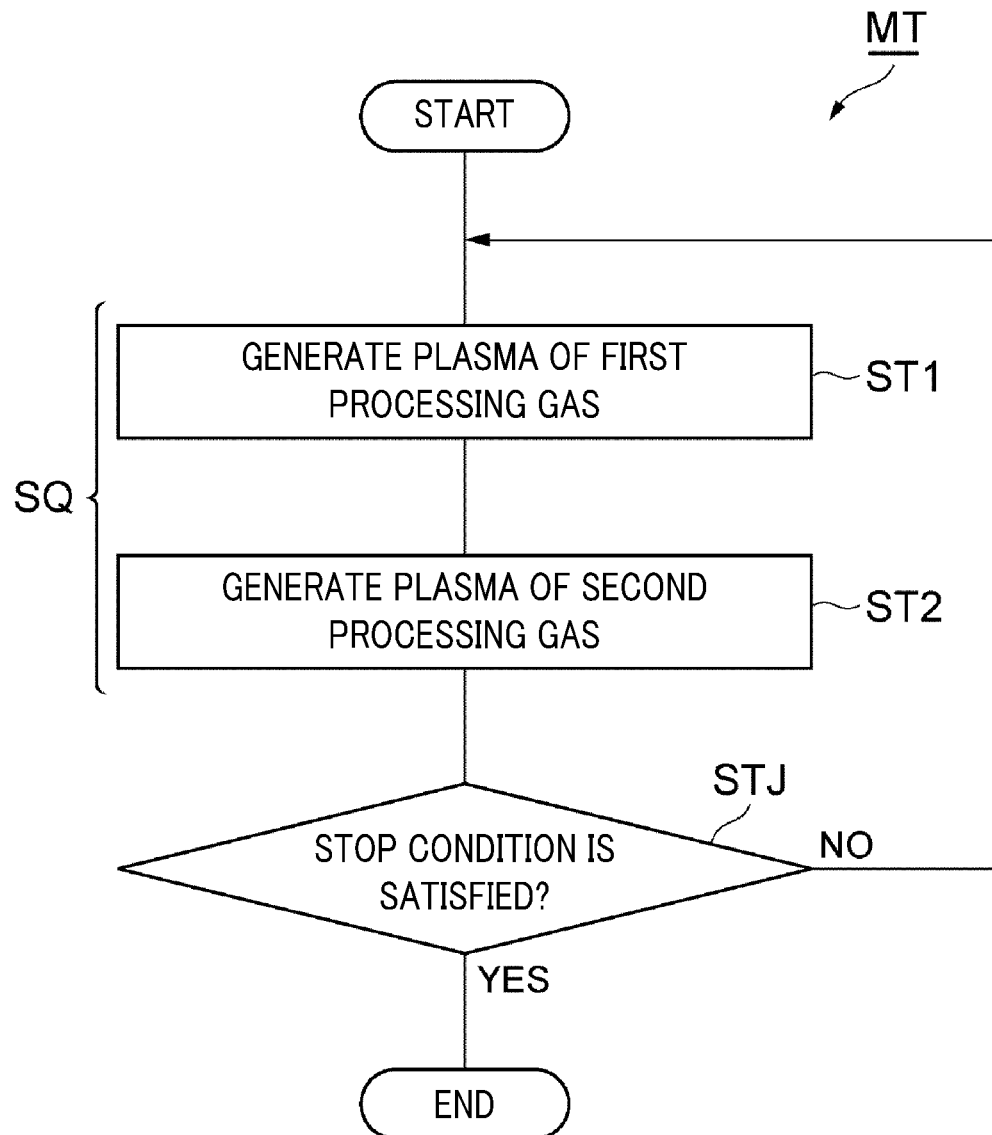 MT
START
GENERATE PLASMA OF FIRST
PROCESSING GAS
ST1
SQ
GENERATE PLASMA OF SECOND
PROCESSING GAS
ST2
STJ
STOP CONDITION IS
SATISFIED?
NO
YES
END